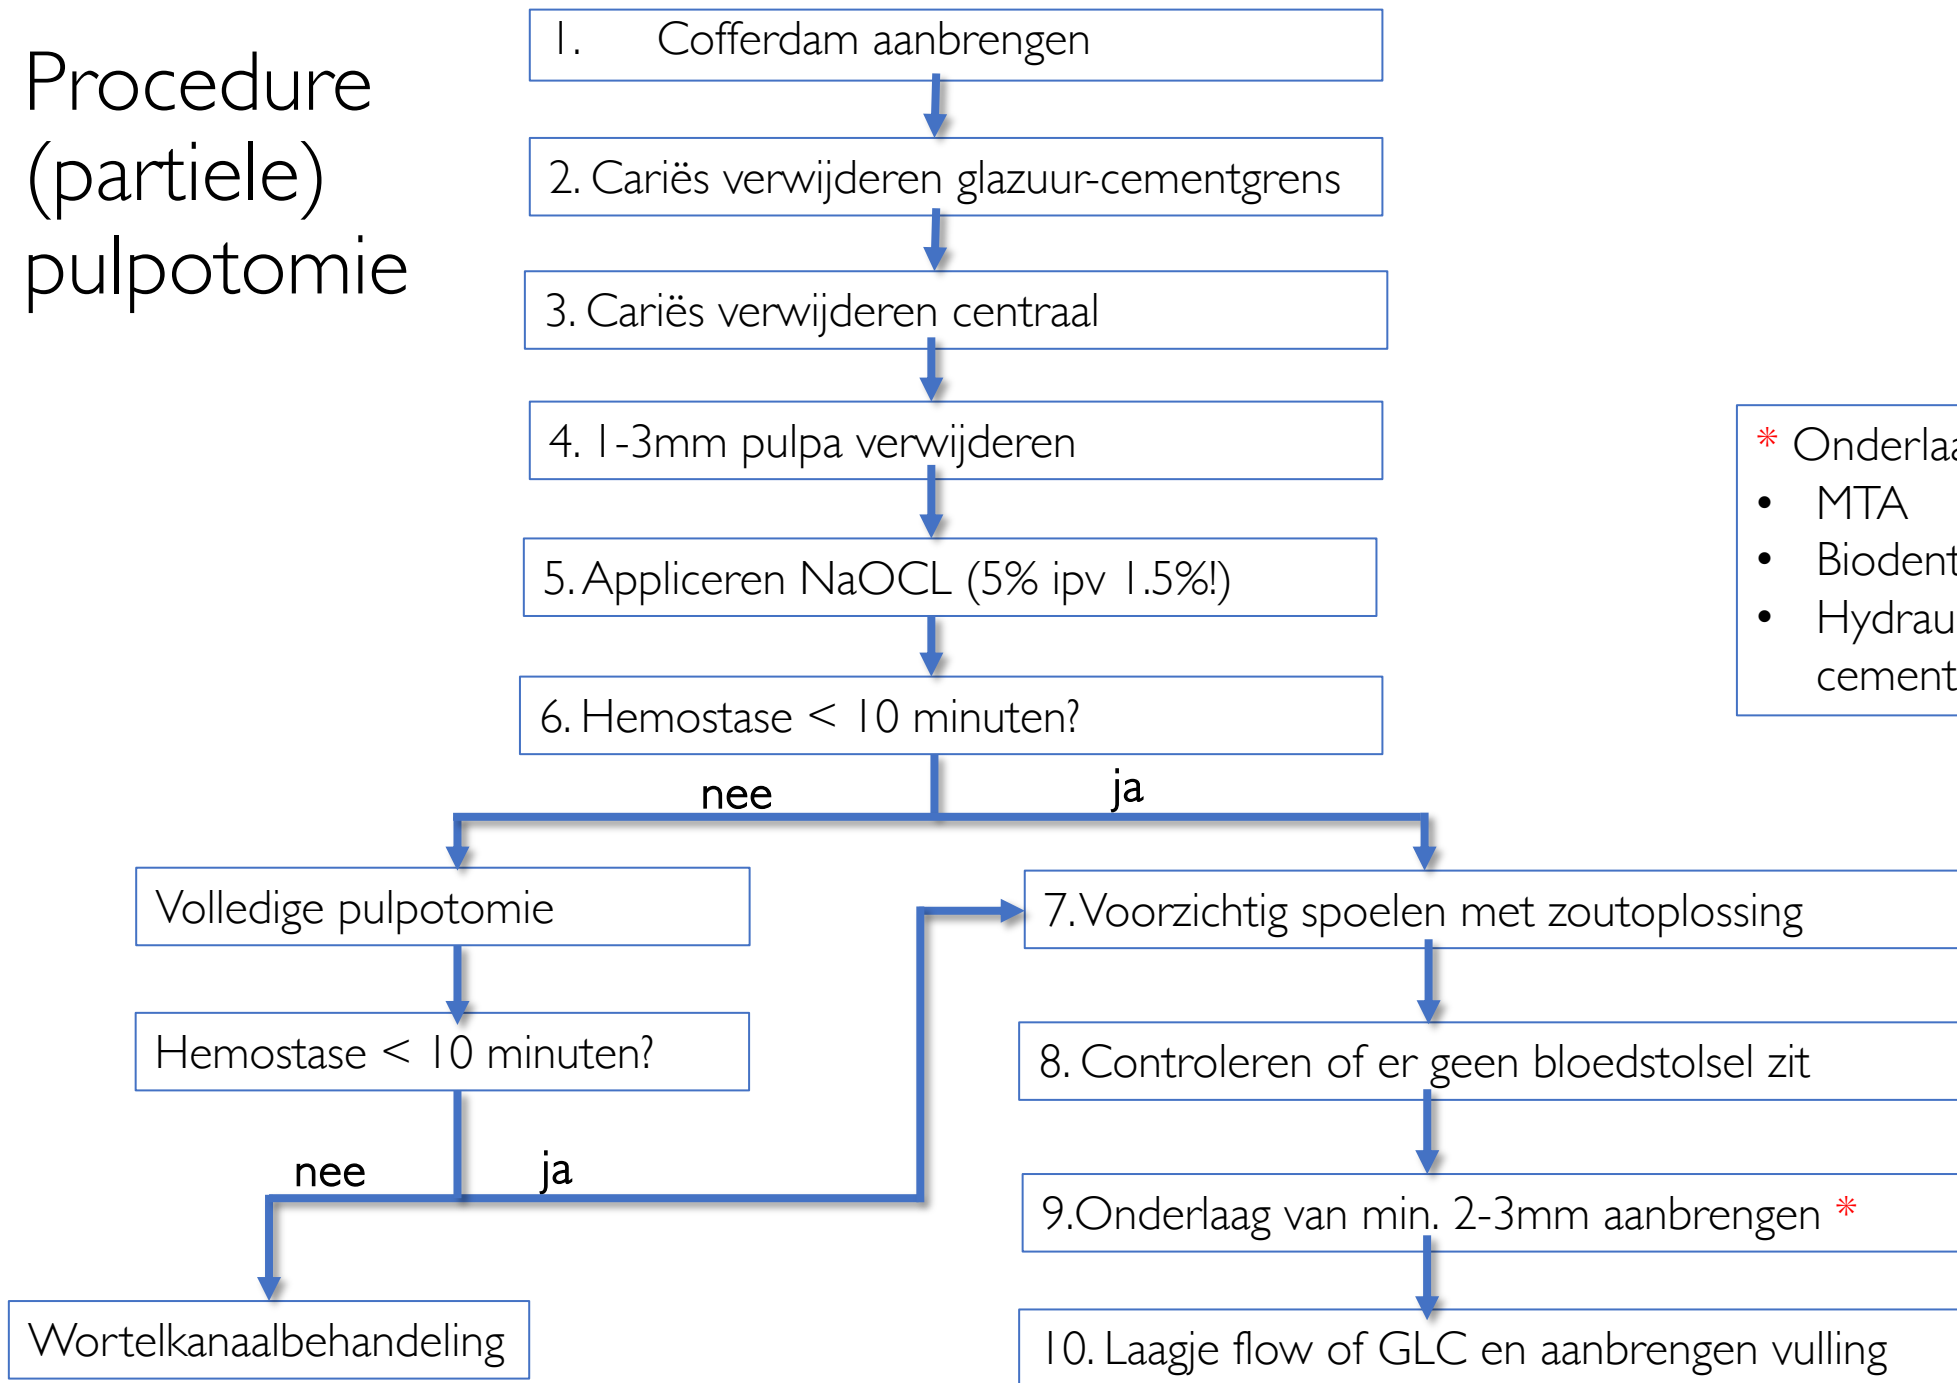 Procedure
(partiele)
pulpotomie
1. Cofferdam aanbrengen
2. Cariës verwijderen glazuur-cementgrens
3. Cariës verwijderen centraal
4. 1-3mm pulpa verwijderen
5. Appliceren NaOCL (5% ipv 1.5%!)
6. Hemostase < 10 minuten?
nee
ja
Volledige pulpotomie
Hemostase < 10 minuten?
nee
ja
Wortelkanaalbehandeling
7. Voorzichtig spoelen met zoutoplossing
8. Controleren of er geen bloedstolsel zit
9.Onderlaag van min. 2-3mm aanbrengen *
10. Laagje flow of GLC en aanbrengen vulling
*
• MTA
•
•
cement